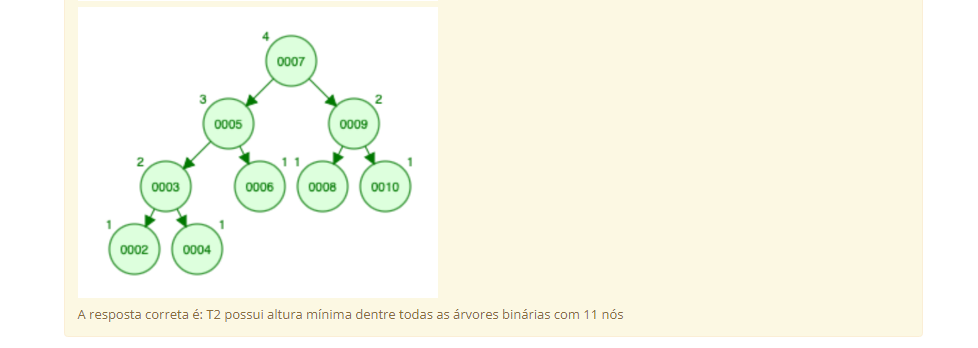 4
0007
3 2
0005 0009
2 1 1 1
0003 0006 0008 0010
1 1
0002 0004
A resposta correta é: T2 possui altura mínima dentre todas as árvores binárias com 11 nós